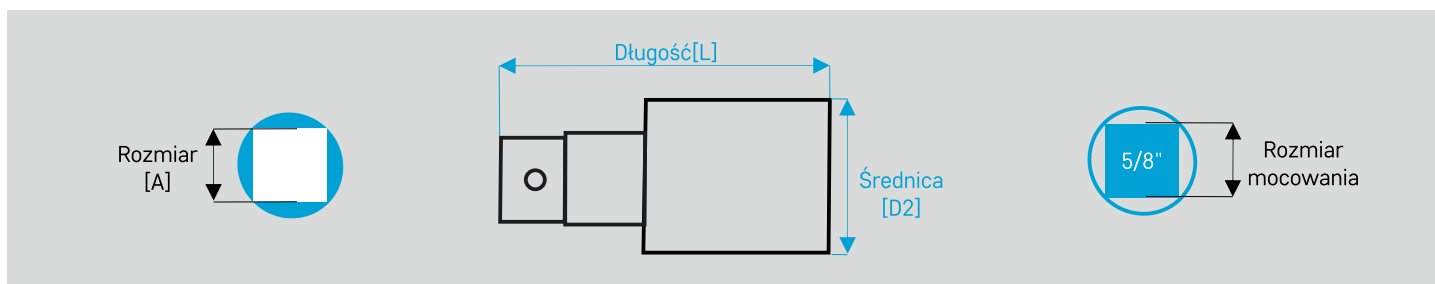 Długość[L]
Rozmiar
[A]
Średnica
[D2]
5/8"
Rozmiar
mocowania